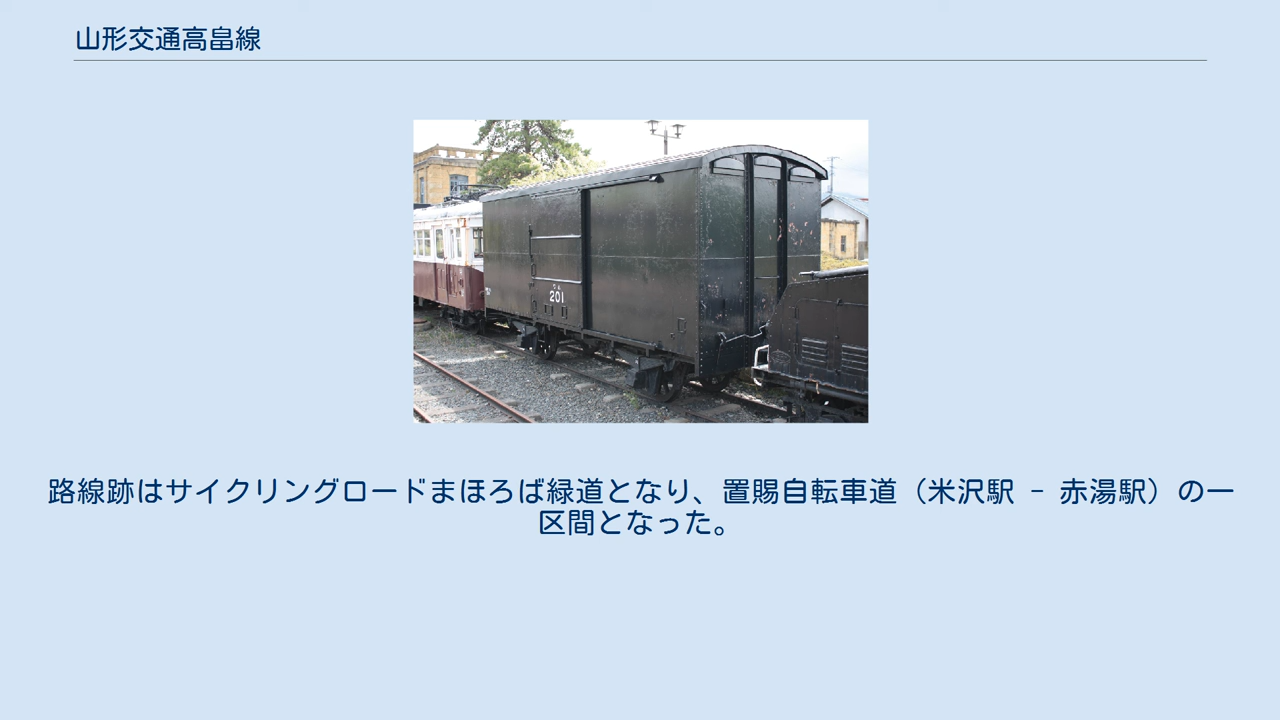 山形交通高畠線
ワム
201
路線跡はサイクリングロードまほろば緑道となり、置賜自転車道（米沢駅 - 赤湯駅）の一
区間となった。